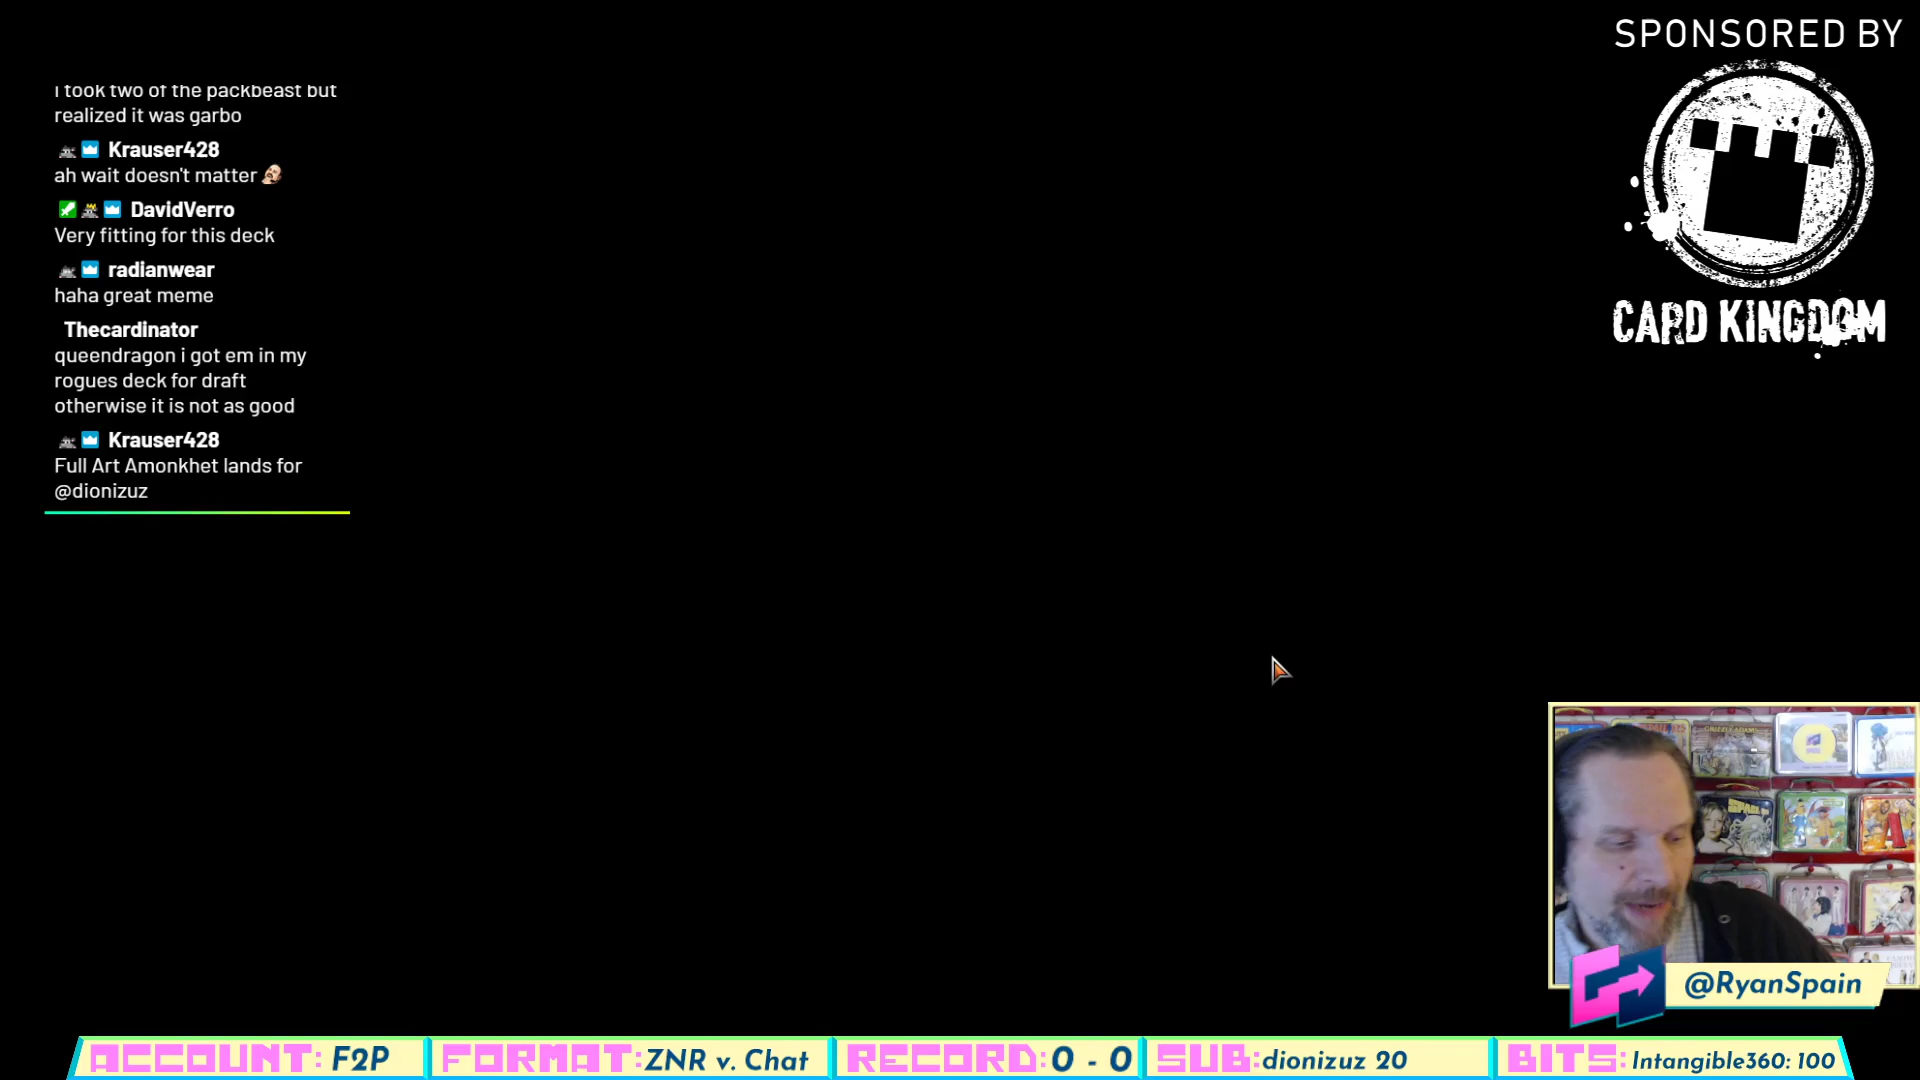 SPONSORED BY
CARD KINGDOM
i took two of the packbeast but
realized it was garbo
Krauser428
ah wait doesn't matter
DavidVerro
Very fitting for this deck
radianwear
haha great meme
Thecardinator
queendragon i got em in my
rogues deck for draft
otherwise it is not as good
Krauser428
Full Art Amonkhet lands for
@dionizuz
GRIZZLY ADAMS
SPACE
@RyanSpain
ACCOUNT: F2P
FORMAT: ZNR v. Chat
RECORD: 0 - 0
SUB: dionizuz 20
BITS: Intangible360: 100